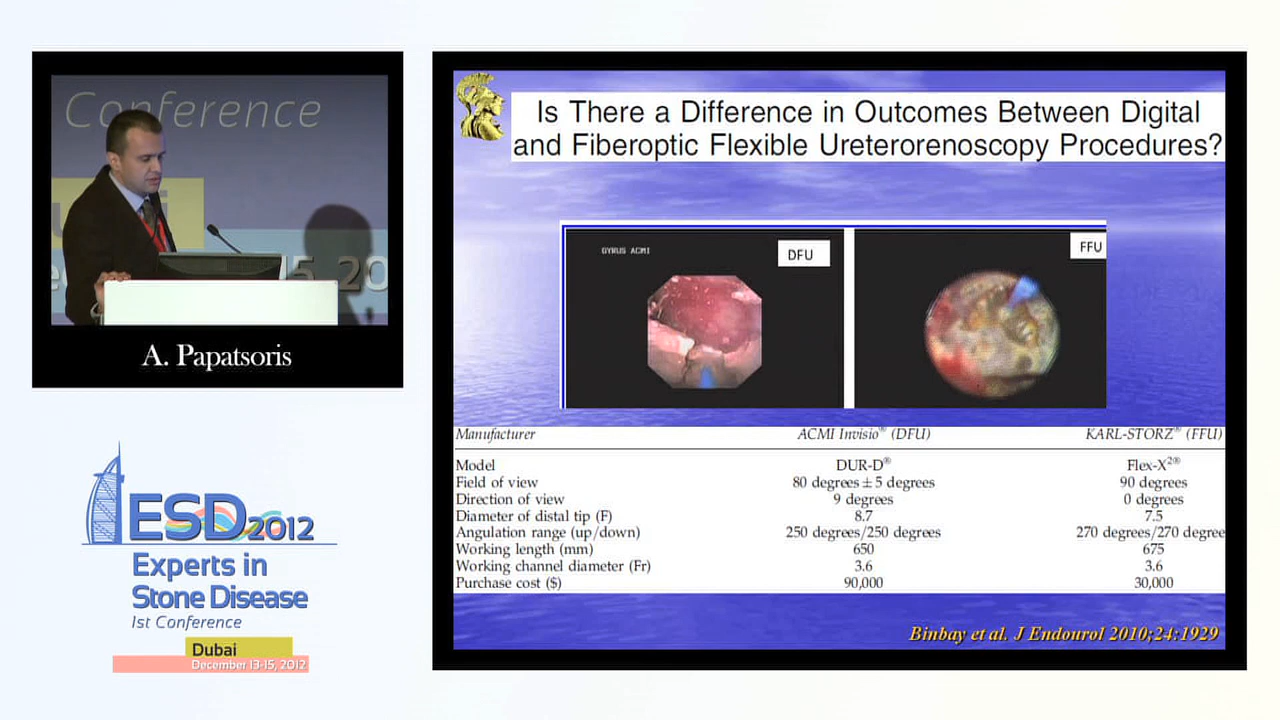 Conference
A. Papatsoris
ESD2012
Experts in
Stone Disease
1st Conference
Dubai
December 13-15, 2012
Is There a Difference in Outcomes Between Digital
and Fiberoptic Flexible Ureterorenoscopy Procedures?
GYRUS ACMI
DFU
FFU
Manufacturer ACMI Invisio® (DFU) KARL-STORZ® (FFU)
Model DUR-D® Flex-X²®
Field of view 80 degrees ± 5 degrees 90 degrees
Direction of view 9 degrees 0 degrees
Diameter of distal tip (F) 8.7 7.5
Angulation range (up/down) 250 degrees/250 degrees 270 degrees/270 degree
Working length (mm) 650 675
Working channel diameter (Fr) 3.6 3.6
Purchase cost ($) 90,000 30,000
Binbay et al. J Endourol 2010;24:1929